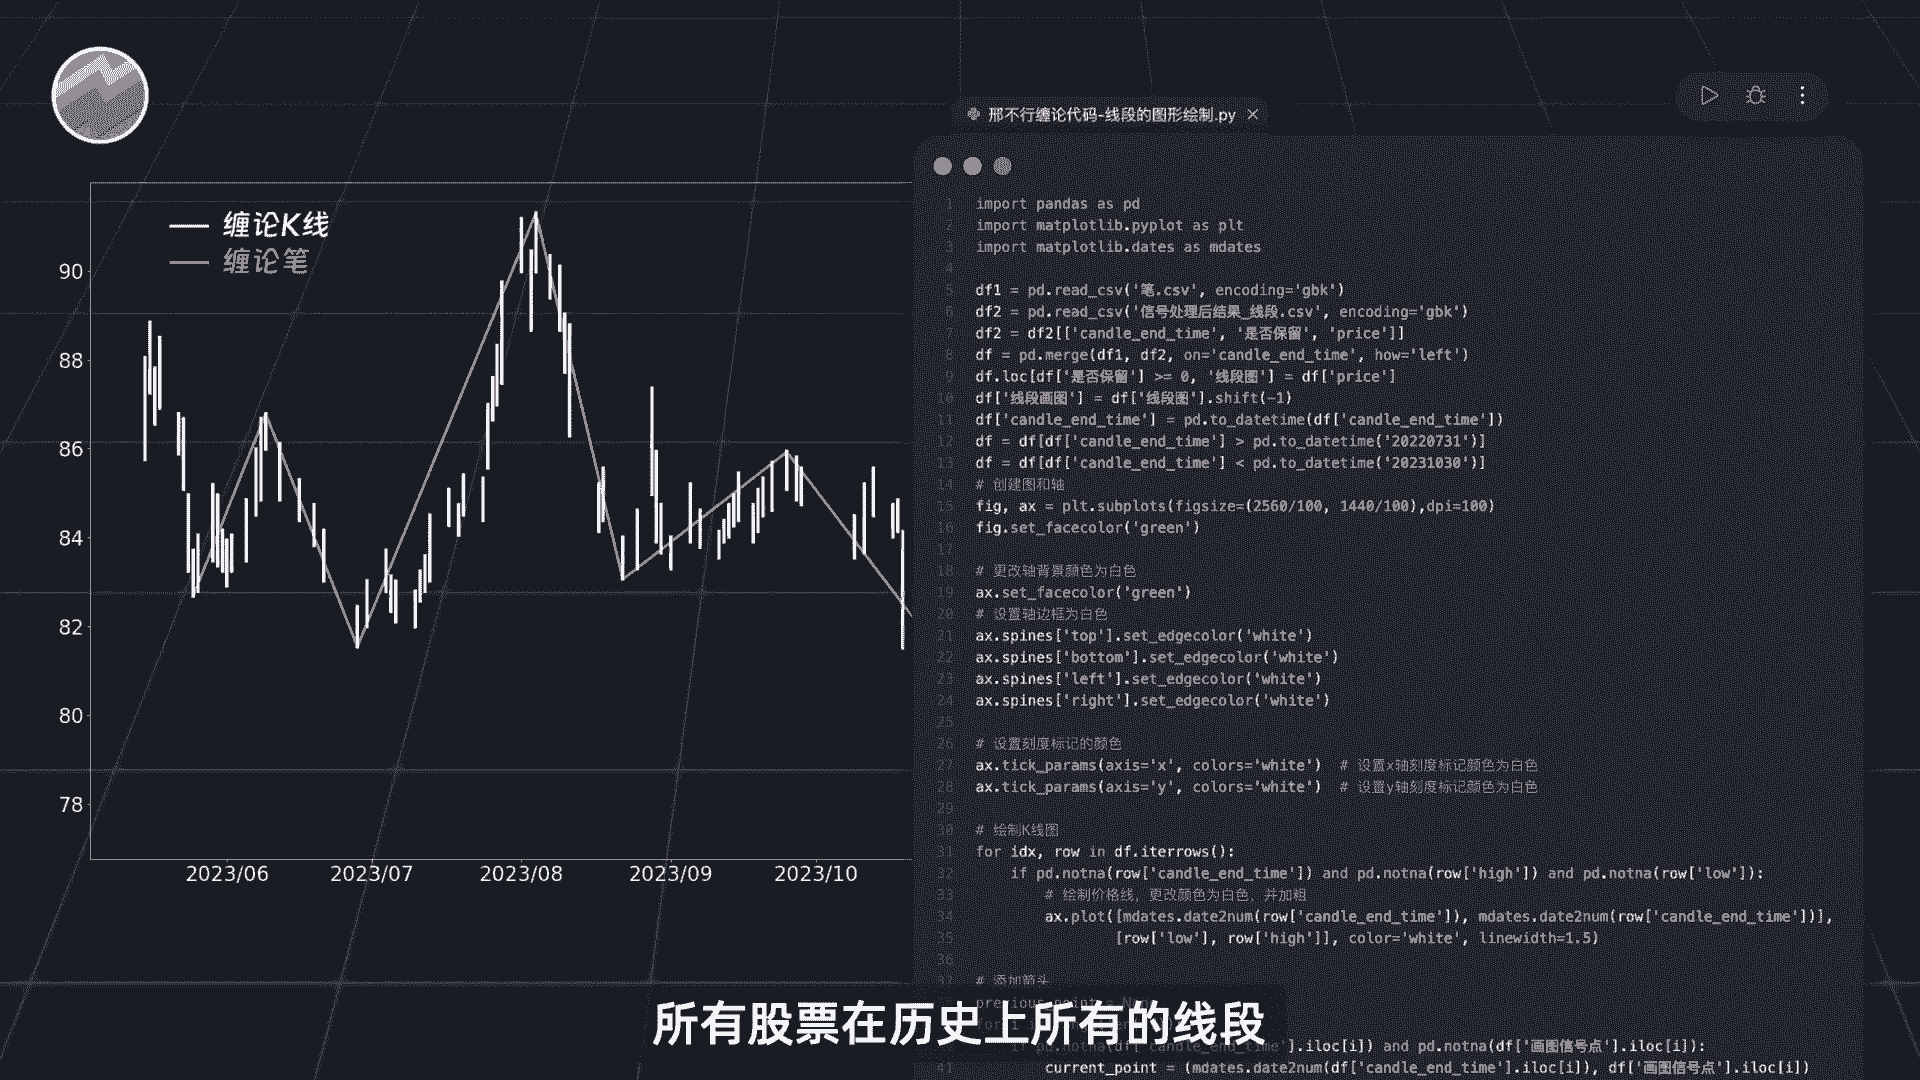 邢不行缠论代码-线段的图形绘制.py
缠论K线
缠论笔
90
88
86
84
82
80
78
2023/06 2023/07 2023/08 2023/09 2023/10
1 import pandas as pd
2 import matplotlib.pyplot as plt
3 import matplotlib.dates as mdates
4
5 df1 = pd.read_csv('笔.csv', encoding='gbk')
6 df2 = pd.read_csv('信号处理后结果_线段.csv', encoding='gbk')
7 df2 = df2[['candle_end_time', '是否保留', 'price']]
8 df = pd.merge(df1, df2, on='candle_end_time', how='left')
9 df.loc[df['是否保留'] >= 0, '线段图'] = df['price']
10 df['线段画图'] = df['线段图'].shift(-1)
11 df['candle_end_time'] = pd.to_datetime(df['candle_end_time'])
12 df = df[df['candle_end_time'] > pd.to_datetime('20220731')]
13 df = df[df['candle_end_time'] < pd.to_datetime('20231030')]
14 # 创建图和轴
15 fig, ax = plt.subplots(figsize=(2560/100, 1440/100),dpi=100)
16 fig.set_facecolor('green')
17
18 # 更改轴背景颜色为白色
19 ax.set_facecolor('green')
20 # 设置轴边框为白色
21 ax.spines['top'].set_edgecolor('white')
22 ax.spines['bottom'].set_edgecolor('white')
23 ax.spines['left'].set_edgecolor('white')
24 ax.spines['right'].set_edgecolor('white')
25
26 # 设置刻度标记的颜色
27 ax.tick_params(axis='x', colors='white') # 设置x轴刻度标记颜色为白色
28 ax.tick_params(axis='y', colors='white') # 设置y轴刻度标记颜色为白色
29
30 # 绘制K线图
31 for idx, row in df.iterrows():
32 if pd.notna(row['candle_end_time']) and pd.notna(row['high']) and pd.notna(row['low']):
33 # 绘制价格线，更改颜色为白色，并加粗
34 ax.plot([mdates.date2num(row['candle_end_time']), mdates.date2num(row['candle_end_time'])],
35 [row['low'], row['high']], color='white', linewidth=1.5)
36
37 # 添加箭头
previous_point =
if pd.notna(df['candle_end_time'].iloc[i]) and pd.notna(df['画图信号点'].iloc[i]):
41 current_point = (mdates.date2num(df['candle_end_time'].iloc[i]), df['画图信号点'].iloc[i])
所有股票在历史上所有的线段